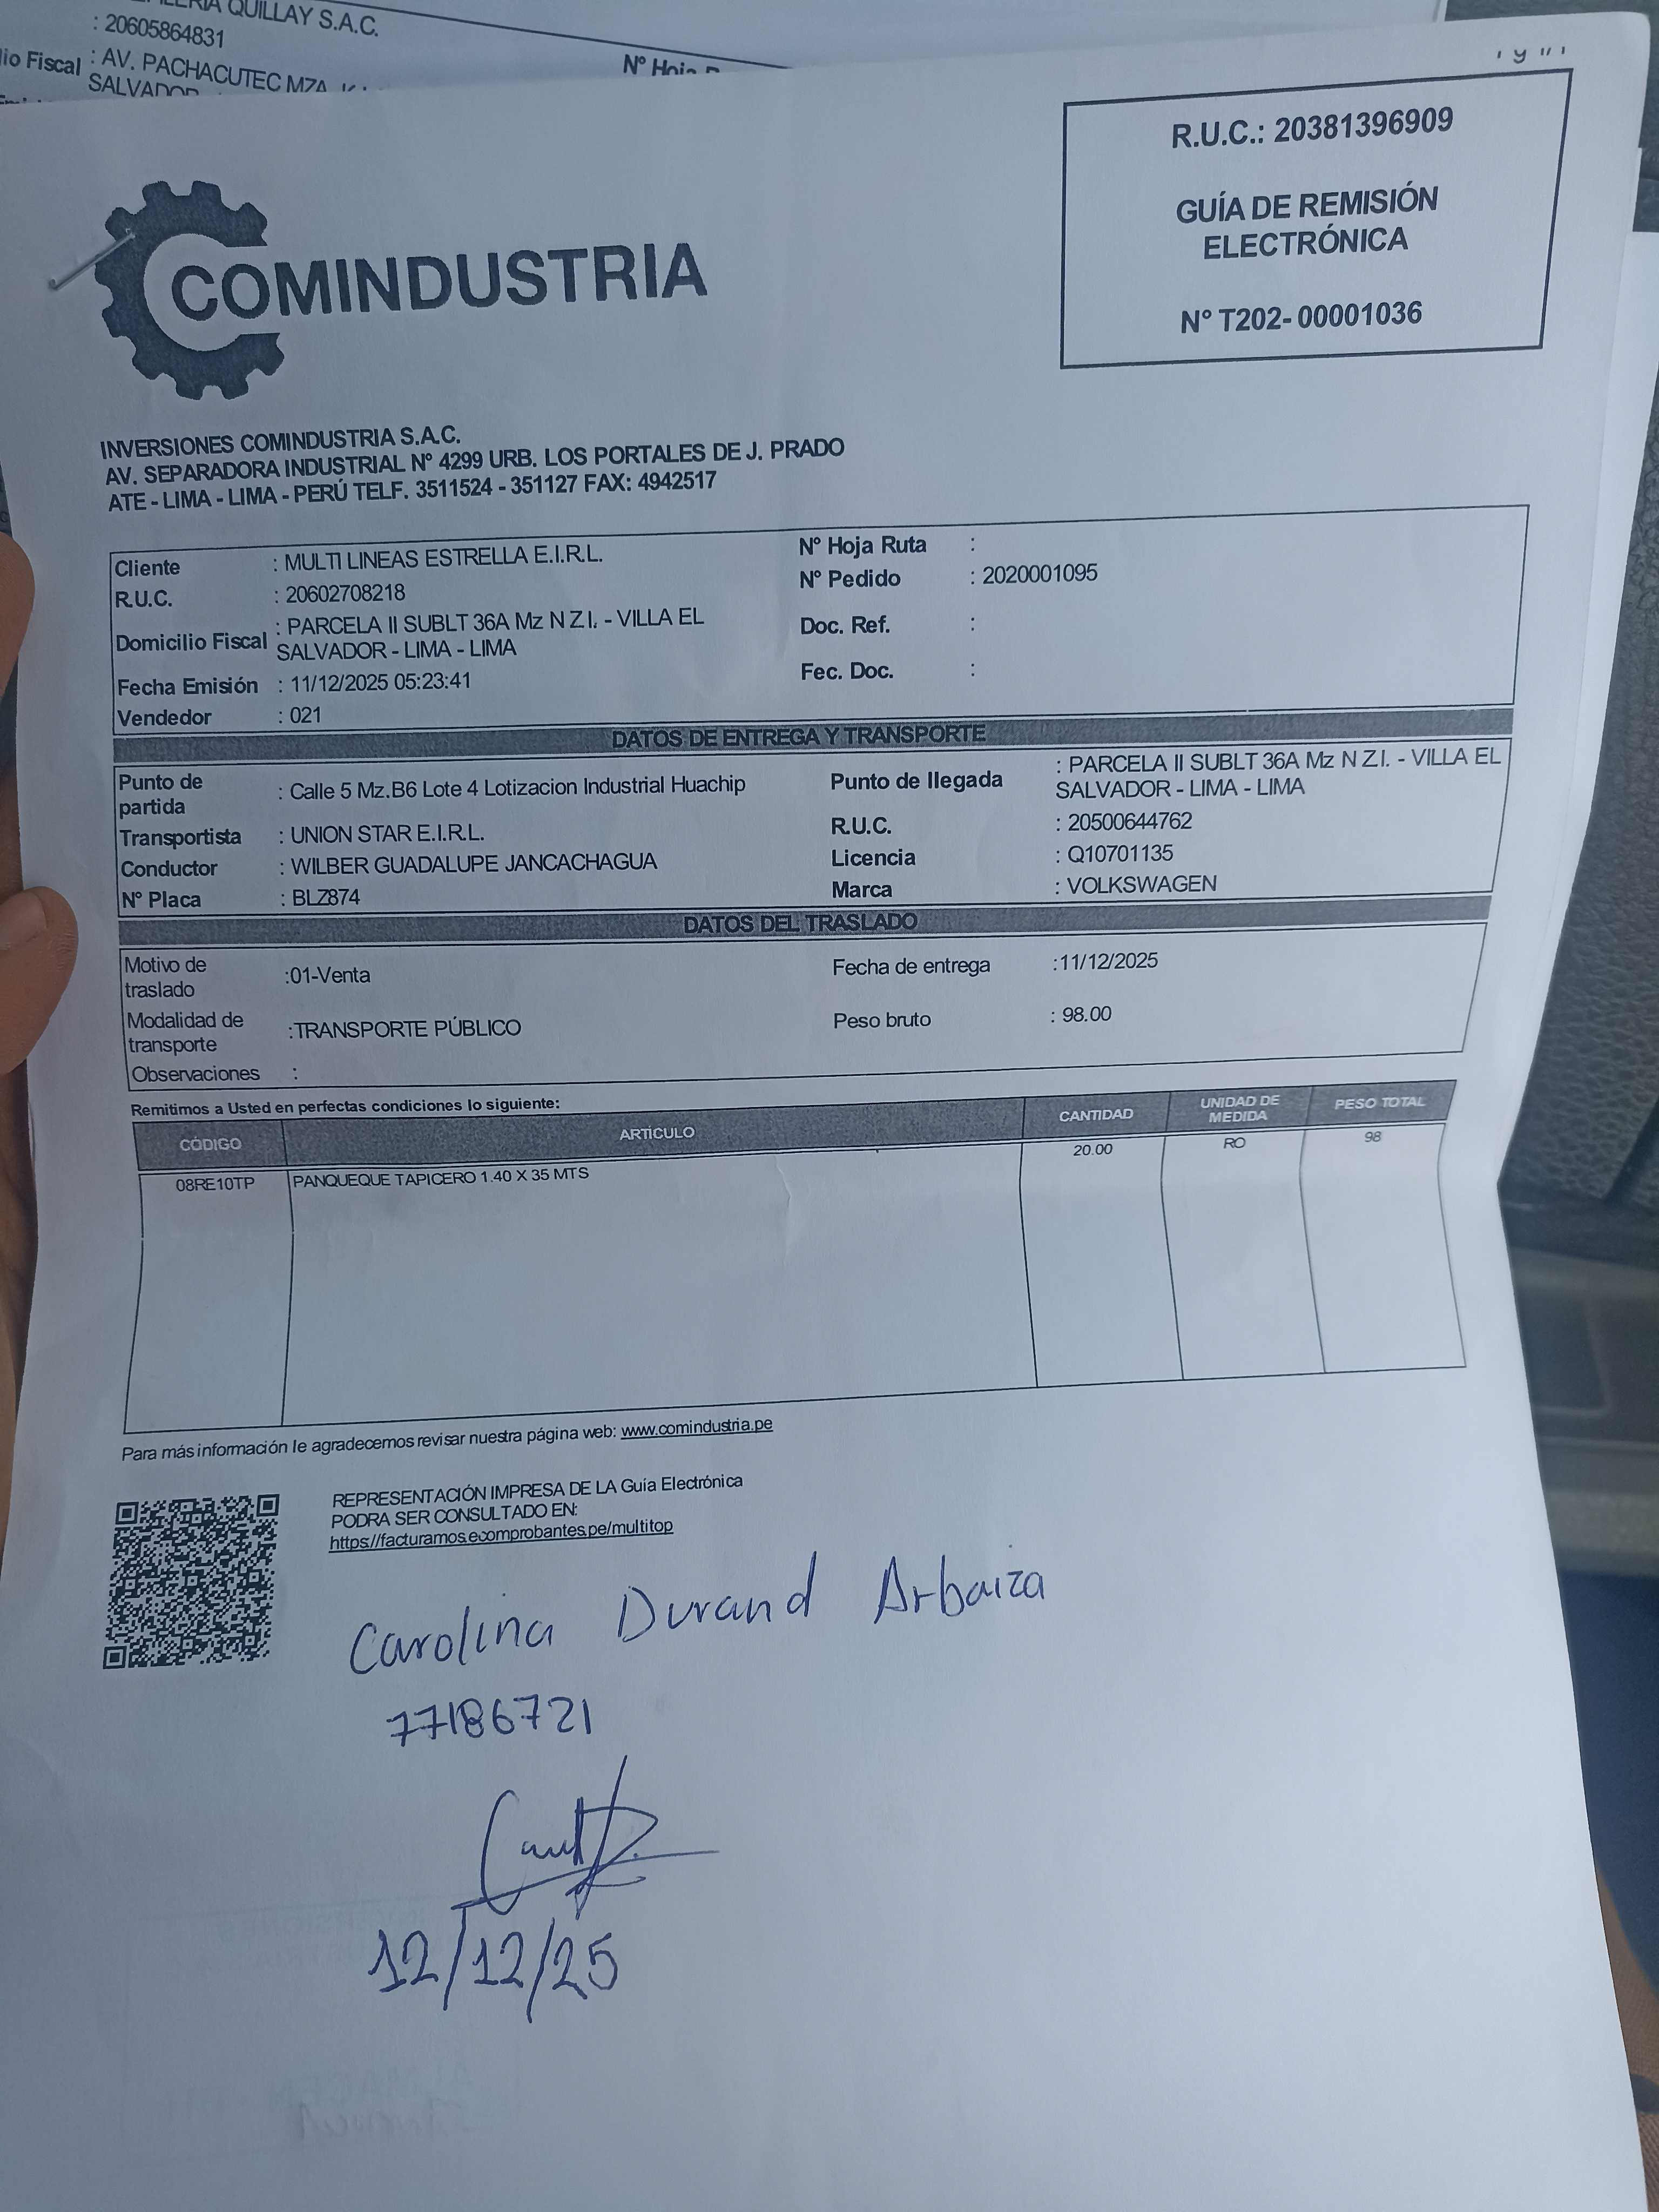 QUILLAY S.A.C.
: 20605864831
Fiscal : AV. PACHACUTEC MZA.
SALVADOR
N° Hoja
R.U.C.: 20381396909
GUÍA DE REMISIÓN
ELECTRÓNICA
N° T202- 00001036
COMINDUSTRIA
INVERSIONES COMINDUSTRIA S.A.C.
AV. SEPARADORA INDUSTRIAL N° 4299 URB. LOS PORTALES DE J. PRADO
ATE - LIMA - LIMA - PERÚ TELF. 3511524 - 351127 FAX: 4942517
Cliente : MULTI LINEAS ESTRELLA E.I.R.L.
R.U.C. : 20602708218
Domicilio Fiscal : PARCELA II SUBLT 36A Mz N Z.I. - VILLA EL
SALVADOR - LIMA - LIMA
Fecha Emisión : 11/12/2025 05:23:41
Vendedor : 021
N° Hoja Ruta :
N° Pedido : 2020001095
Doc. Ref. :
Fec. Doc. :
DATOS DE ENTREGA Y TRANSPORTE
Punto de
partida : Calle 5 Mz.B6 Lote 4 Lotizacion Industrial Huachip
Transportista : UNION STAR E.I.R.L.
Conductor : WILBER GUADALUPE JANCACHAGUA
N° Placa : BLZ874
Punto de llegada : PARCELA II SUBLT 36A Mz N Z.I. - VILLA EL
SALVADOR - LIMA - LIMA
R.U.C. : 20500644762
Licencia : Q10701135
Marca : VOLKSWAGEN
DATOS DEL TRASLADO
Motivo de
traslado :01-Venta
Modalidad de
transporte :TRANSPORTE PÚBLICO
Observaciones :
Fecha de entrega :11/12/2025
Peso bruto : 98.00
Remitimos a Usted en perfectas condiciones lo siguiente:
CÓDIGO ARTÍCULO CANTIDAD UNIDAD DE MEDIDA PESO TOTAL
08RE10TP PANQUEQUE TAPICERO 1.40 X 35 MTS 20.00 RO 98
Para más información le agradecemos revisar nuestra página web: www.comindustria.pe
REPRESENTACIÓN IMPRESA DE LA Guía Electrónica
PODRA SER CONSULTADO EN:
https://facturamos.ecomprobantes.pe/multitop
Carolina Durand Arbaiza
77186721
12/12/25